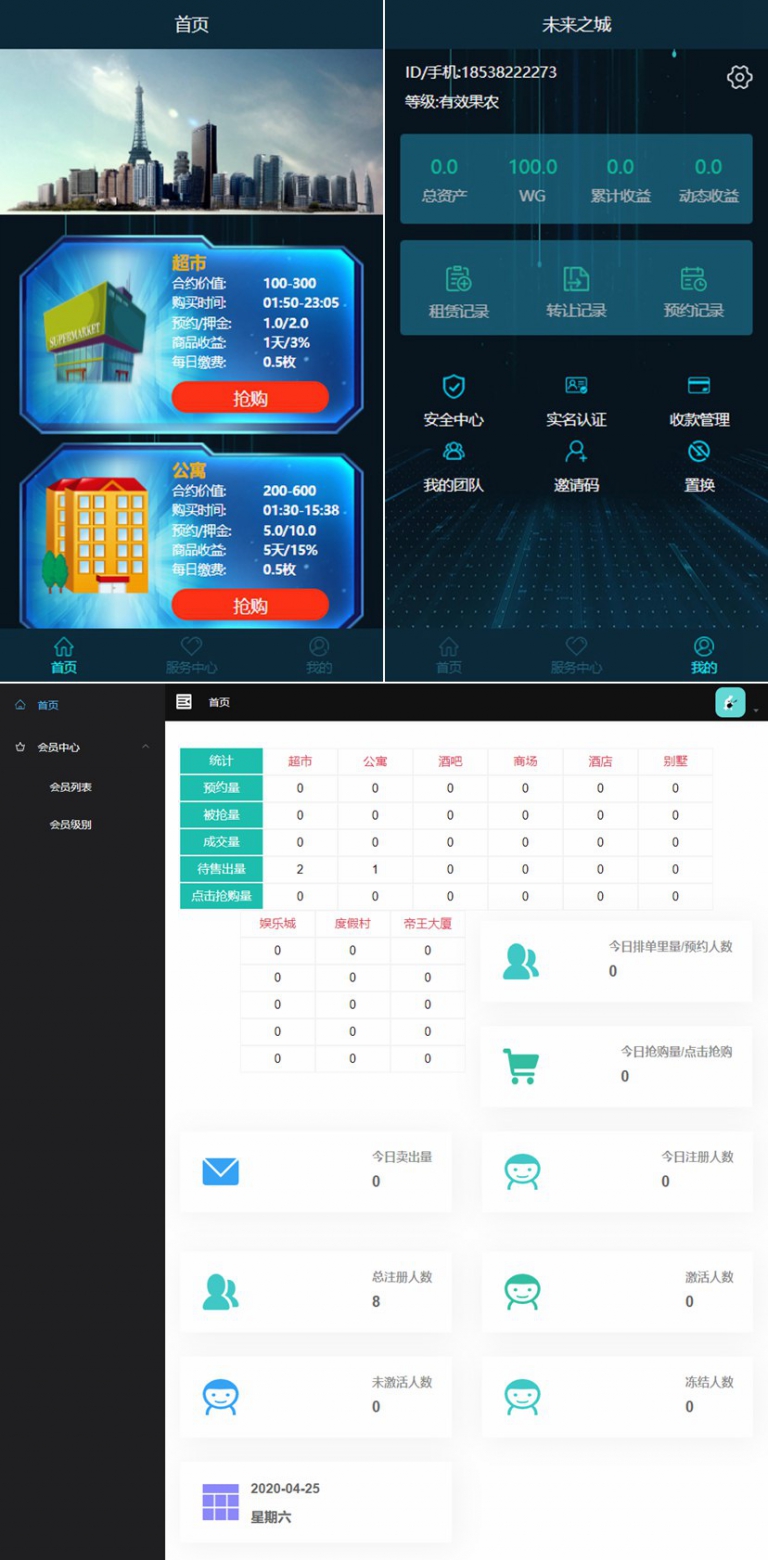 首页
超市
合约价值: 100-300
购买时间: 01:50-23:05
预约/押金: 1.0/2.0
商品收益: 1天/3%
每日缴费: 0.5枚
抢购
SUPERMARKET
公寓
合约价值: 200-600
购买时间: 01:30-15:38
预约/押金: 5.0/10.0
商品收益: 5天/15%
每日缴费: 0.5枚
抢购
首页 服务中心 我的
未来之城
ID/手机:18538222273
等级:有效果农
0.0 100.0 0.0 0.0
总资产 WG 累计收益 动态收益
租赁记录 转让记录 预约记录
安全中心 实名认证 收款管理
我的团队 邀请码 置换
首页 服务中心 我的
首页
会员中心
会员列表
会员级别
首页
统计 超市 公寓 酒吧 商场 酒店 别墅
预约量 0 0 0 0 0 0
被抢量 0 0 0 0 0 0
成交量 0 0 0 0 0 0
待售出量 2 1 0 0 0 0
点击抢购量 0 0 0 0 0 0
娱乐城 度假村 帝王大厦
0 0 0
0 0 0
0 0 0
0 0 0
0 0 0
今日排单里量/预约人数
0
今日抢购量/点击抢购
0
今日卖出量
0
今日注册人数
0
总注册人数
8
激活人数
0
未激活人数
0
冻结人数
0
2020-04-25
星期六